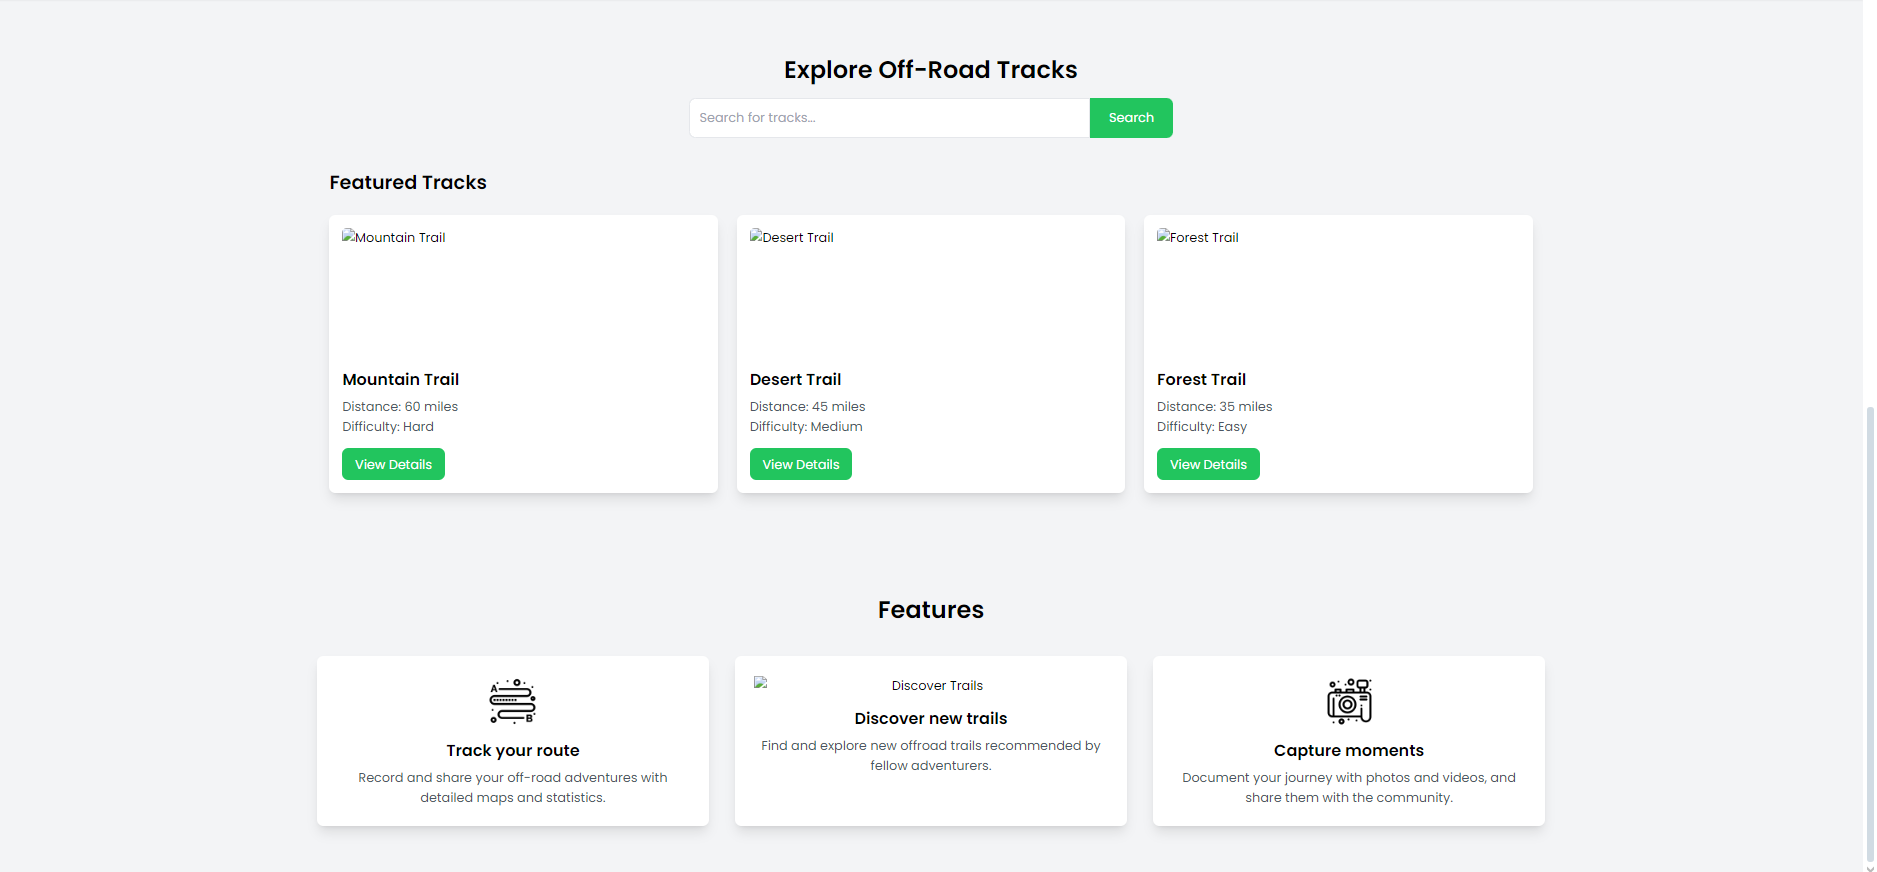 Explore Off-Road Tracks
Search for tracks...
Search
Featured Tracks
Mountain Trail
Desert Trail
Forest Trail
Mountain Trail
Distance: 60 miles
Difficulty: Hard
View Details
Desert Trail
Distance: 45 miles
Difficulty: Medium
View Details
Forest Trail
Distance: 35 miles
Difficulty: Easy
View Details
Features
A
B
Track your route
Record and share your off-road adventures with
detailed maps and statistics.
Discover Trails
Discover new trails
Find and explore new offroad trails recommended by
fellow adventurers.
Capture moments
Document your journey with photos and videos, and
share them with the community.